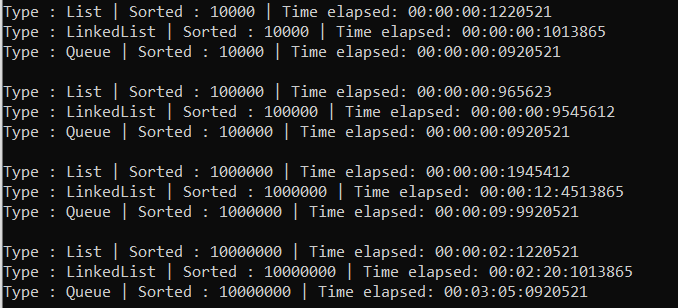 Type : List | Sorted : 10000 | Time elapsed: 00:00:00:1220521
Type : LinkedList | Sorted : 10000 | Time elapsed: 00:00:00:1013865
Type : Queue | Sorted : 10000 | Time elapsed: 00:00:00:0920521
Type : List | Sorted : 100000 | Time elapsed: 00:00:00:965623
Type : LinkedList | Sorted : 100000 | Time elapsed: 00:00:00:9545612
Type : Queue | Sorted : 100000 | Time elapsed: 00:00:00:0920521
Type : List | Sorted : 1000000 | Time elapsed: 00:00:00:1945412
Type : LinkedList | Sorted : 1000000 | Time elapsed: 00:00:12:4513865
Type : Queue | Sorted : 1000000 | Time elapsed: 00:00:09:9920521
Type : List | Sorted : 10000000 | Time elapsed: 00:00:02:1220521
Type : LinkedList | Sorted : 10000000 | Time elapsed: 00:02:20:1013865
Type : Queue | Sorted : 10000000 | Time elapsed: 00:03:05:0920521